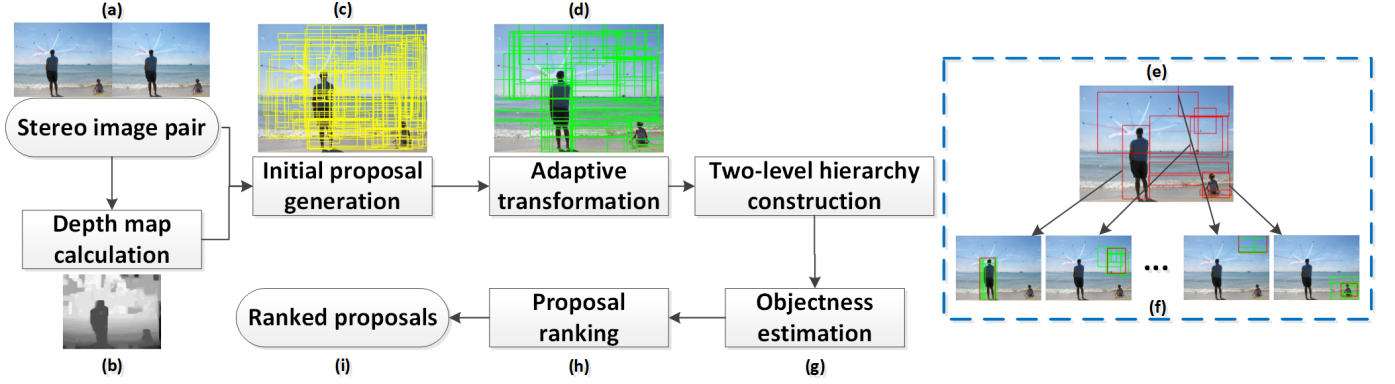 (a)
(c)
(d)
(e)
Stereo image pair
Initial proposal
generation
Adaptive
transformation
Two-level hierarchy
construction
Depth map
calculation
...
(f)
Ranked proposals
Proposal
ranking
Objectness
estimation
(b)
(i)
(h)
(g)